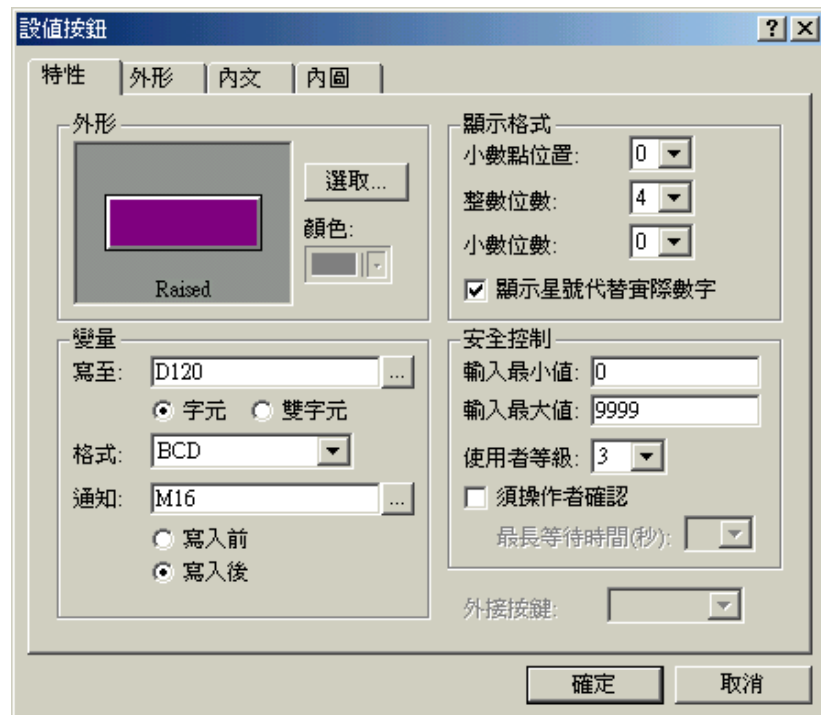 設值按鈕
特性 外形 內文 內圖
外形
選取...
顏色:
Raised
顯示格式
小數點位置: 0
整數位數: 4
小數位數: 0
顯示星號代替實際數字
變量
寫至: D120 ...
字元 雙字元
格式: BCD
通知: M16 ...
寫入前
寫入後
安全控制
輸入最小值: 0
輸入最大值: 9999
使用者等級: 3
須操作者確認
最長等待時間(秒):
外接按鍵:
確定 取消